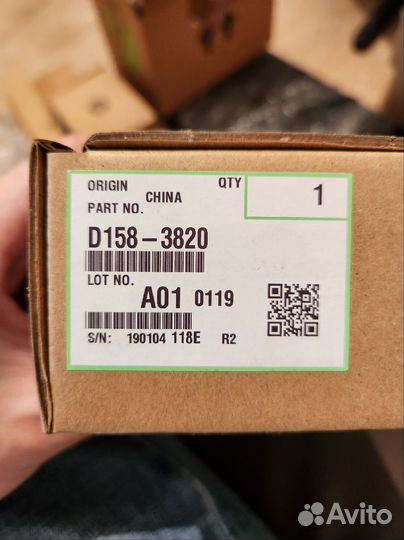 ORIGIN CHINA QTY 1
PART NO.
D158-3820
LOT NO.
A01 0119
S/N: 190104 118E R2
Avito